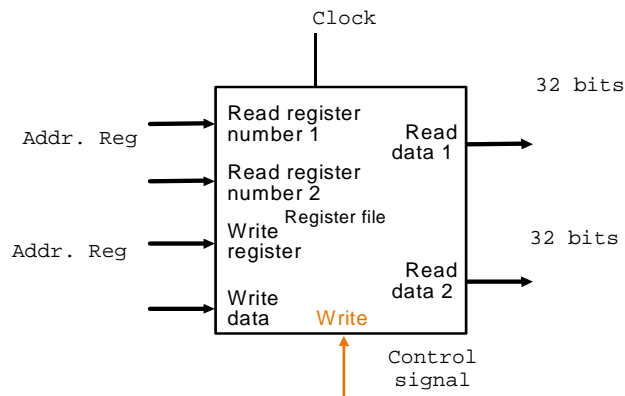 Clock
32 bits
Read register
number 1
Addr. Reg
Read
data 1
Read register
number 2
Register file
Write
register
Addr. Reg
32 bits
Read
data 2
Write
data
Write
Control
signal